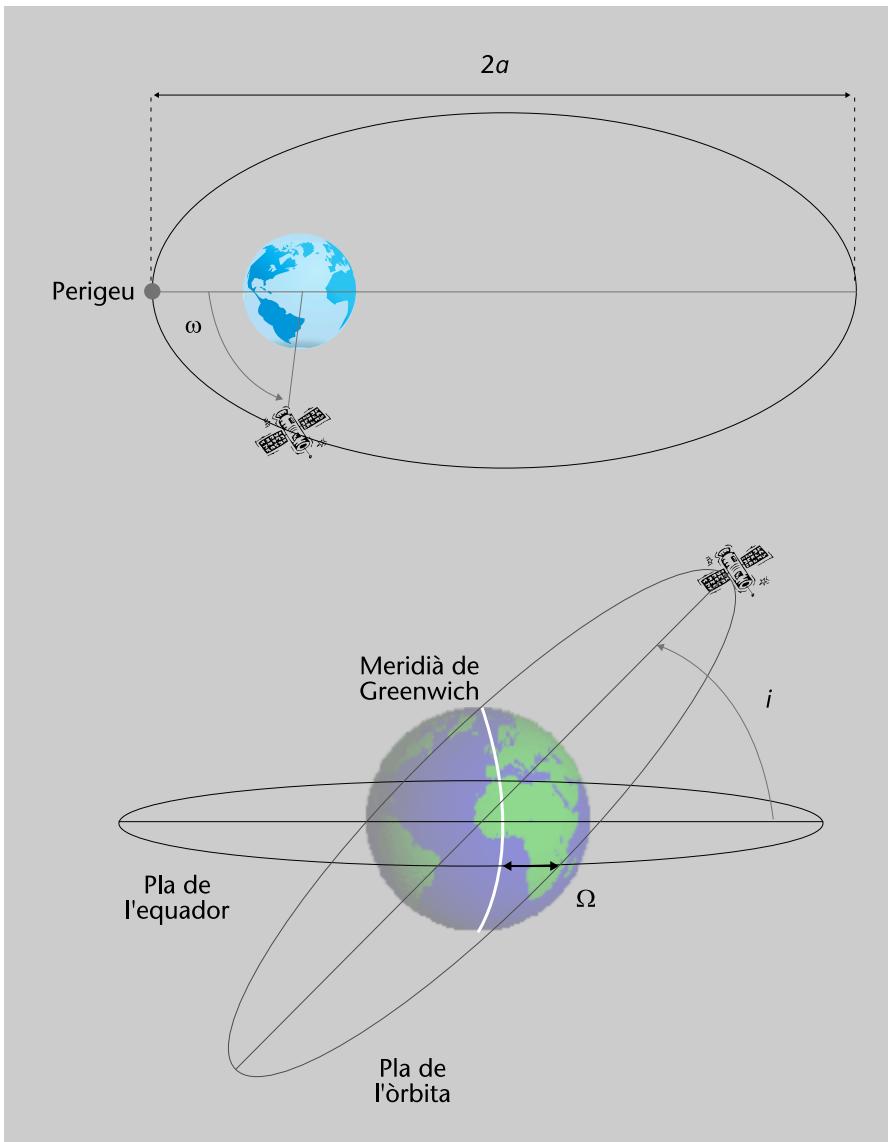 2a
Perigeu
ω
Meridià de
Greenwich
i
Pla de
l'equador
Ω
Pla de
l'òrbita